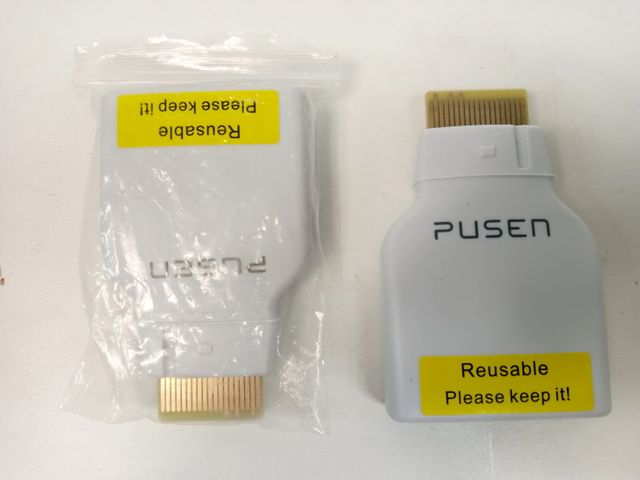 Reusable
Please keep it!
PUSEN
PUSEN
Reusable
Please keep it!